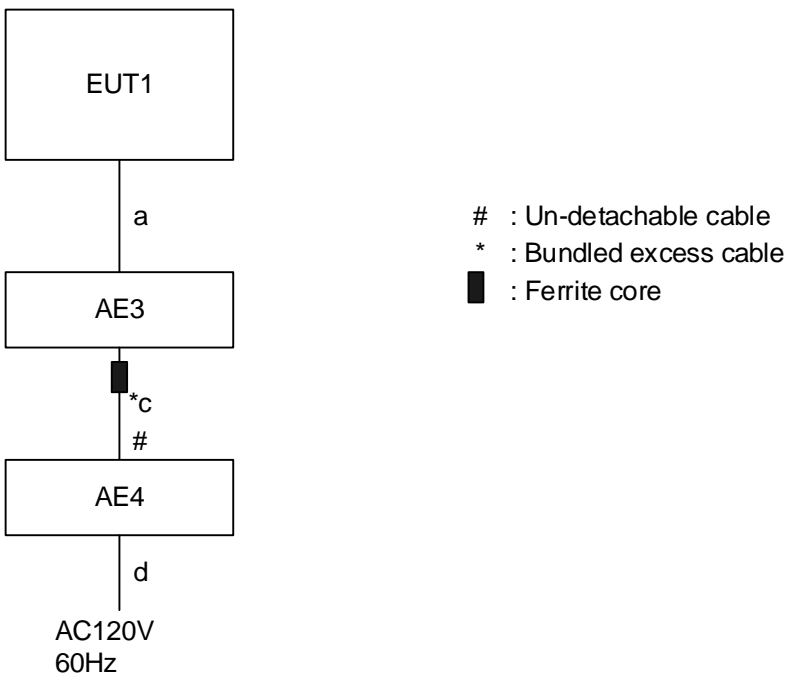 EUT1
a
# : Un-detachable cable
* : Bundled excess cable
: Ferrite core
AE3
*c
#
AE4
d
AC120V
60Hz